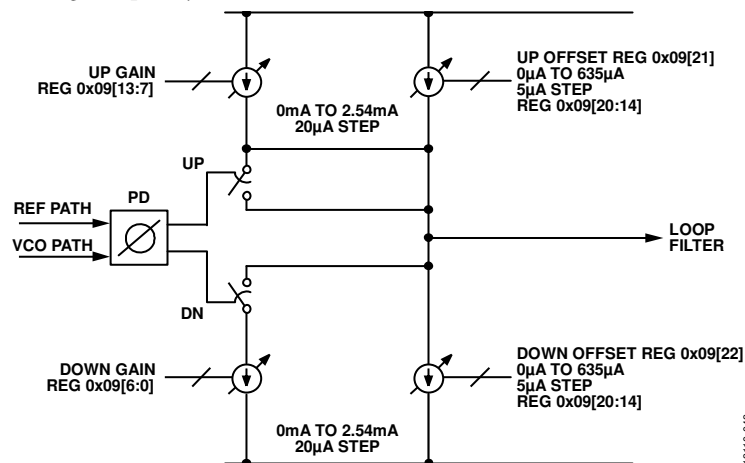 UP GAIN
REG 0x09[13:7]
UP OFFSET REG 0x09[21]
0µA TO 635µA
5µA STEP
REG 0x09[20:14]
0mA TO 2.54mA
20µA STEP
UP
PD
REF PATH
VCO PATH
LOOP
FILTER
DN
DOWN GAIN
REG 0x09[6:0]
DOWN OFFSET REG 0x09[22]
0µA TO 635µA
5µA STEP
REG 0x09[20:14]
0mA TO 2.54mA
20µA STEP